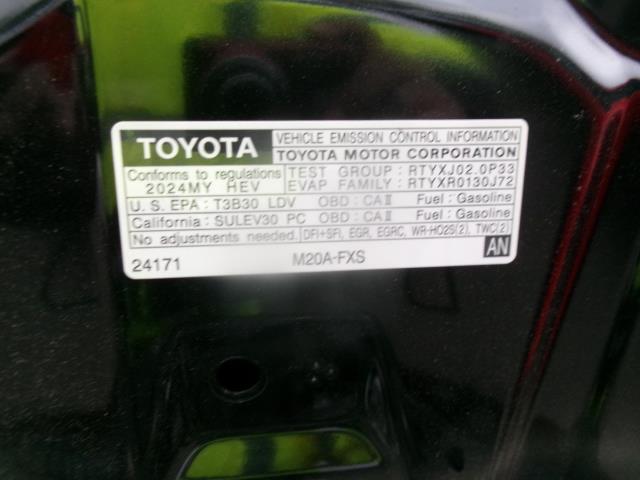 TOYOTA
VEHICLE EMISSION CONTROL INFORMATION
TOYOTA MOTOR CORPORATION
Conforms to regulations
2024MY HEV
TEST GROUP : RTYXJ02.0P33
EVAP FAMILY : RTYXR0130J72
U.S. EPA : T3B30 LDV OBD : CAⅡ Fuel : Gasoline
California : SULEV30 PC OBD : CAⅡ Fuel : Gasoline
No adjustments needed. DFI+SFI, EGR, EGRC, WR-HO2S(2), TWC(2)
24171 M20A-FXS AN